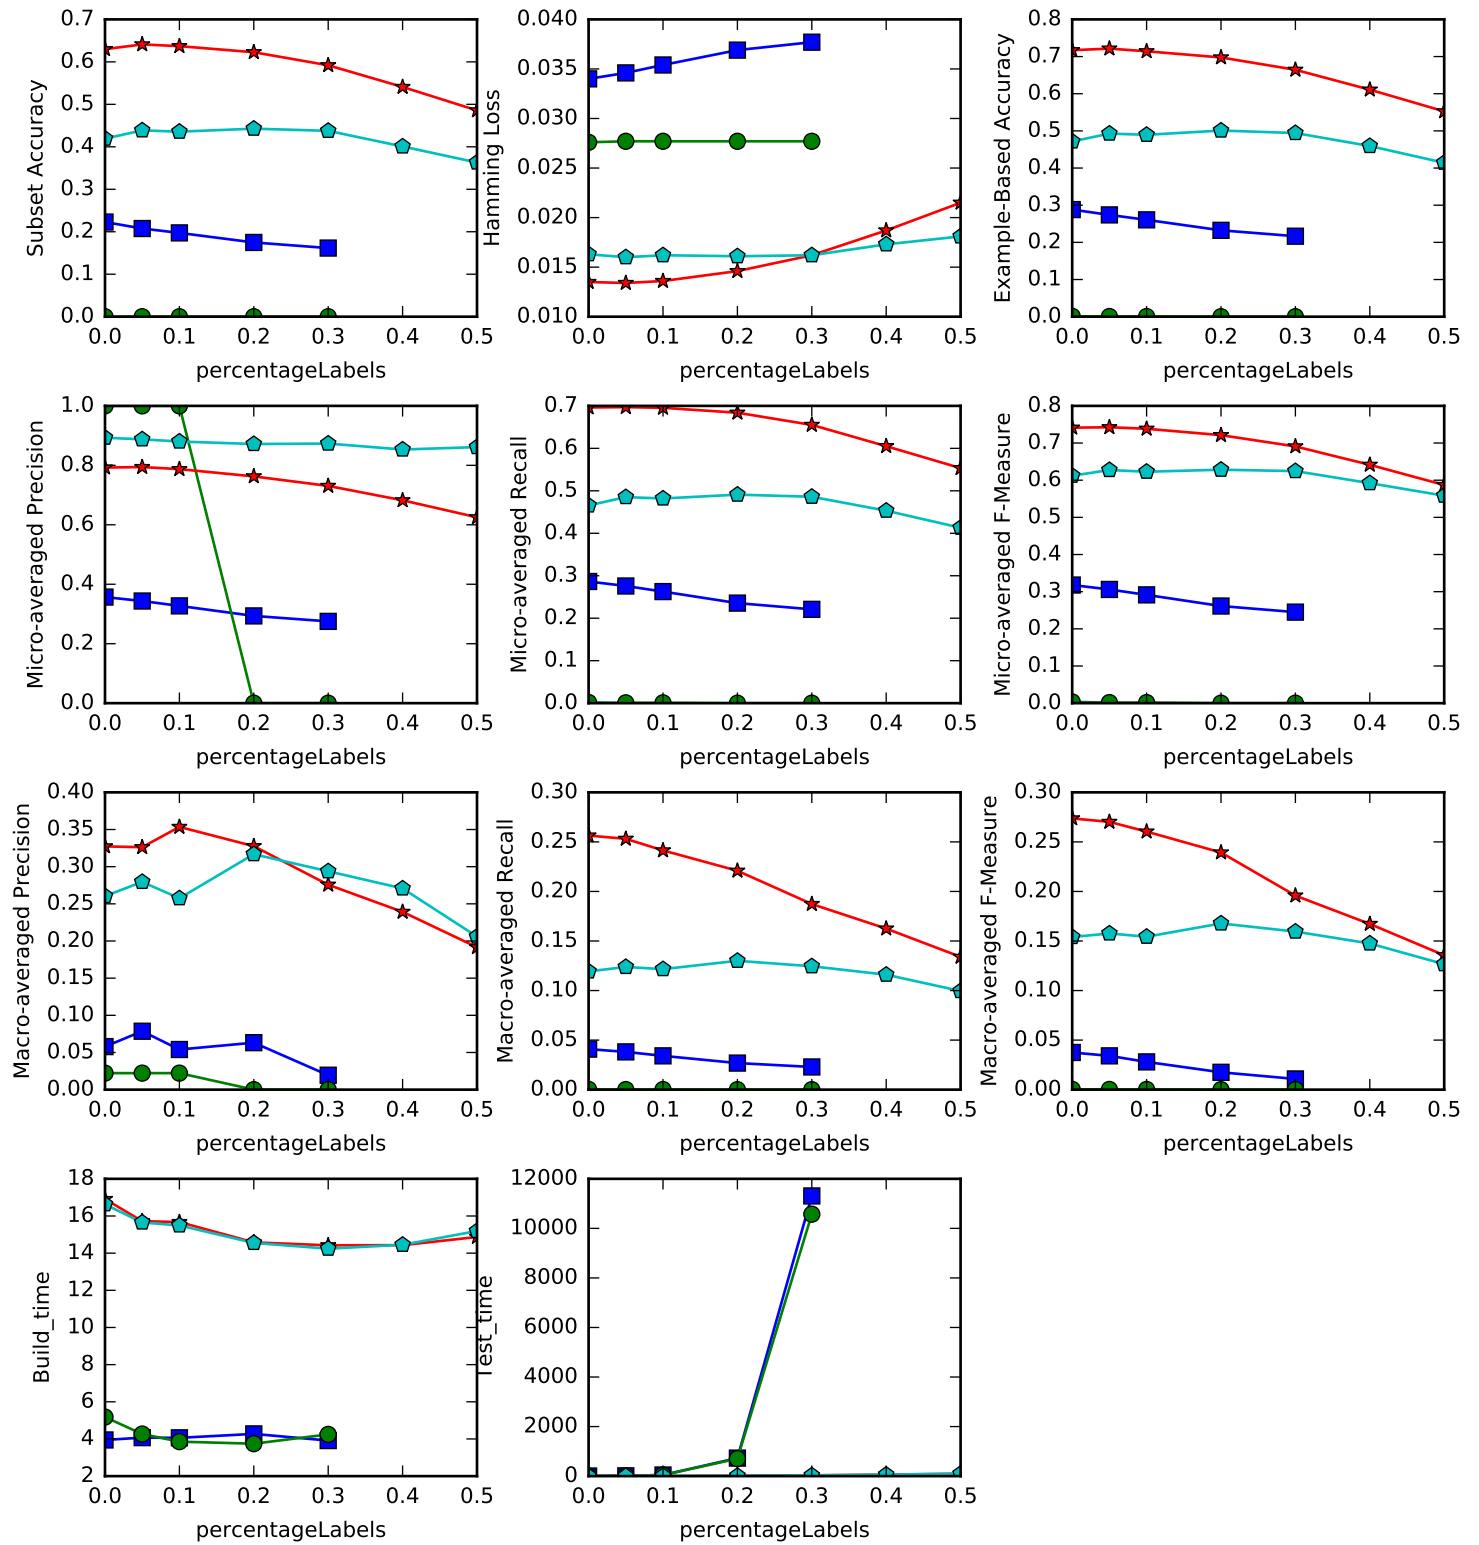 0.7
0.6
0.5
0.4
0.3
0.2
0.1
0.0
Subset Accuracy
0.0 0.1 0.2 0.3 0.4 0.5
percentageLabels
0.040
0.035
0.030
0.025
0.020
0.015
0.010
Hamming Loss
0.0 0.1 0.2 0.3 0.4 0.5
percentageLabels
0.8
0.7
0.6
0.5
0.4
0.3
0.2
0.1
0.0
Example-Based Accuracy
0.0 0.1 0.2 0.3 0.4 0.5
percentageLabels
1.0
0.8
0.6
0.4
0.2
0.0
Micro-averaged Precision
0.0 0.1 0.2 0.3 0.4 0.5
percentageLabels
0.7
0.6
0.5
0.4
0.3
0.2
0.1
0.0
Micro-averaged Recall
0.0 0.1 0.2 0.3 0.4 0.5
percentageLabels
0.8
0.7
0.6
0.5
0.4
0.3
0.2
0.1
0.0
Micro-averaged F-Measure
0.0 0.1 0.2 0.3 0.4 0.5
percentageLabels
0.40
0.35
0.30
0.25
0.20
0.15
0.10
0.05
0.00
Macro-averaged Precision
0.0 0.1 0.2 0.3 0.4 0.5
percentageLabels
0.30
0.25
0.20
0.15
0.10
0.05
0.00
Macro-averaged Recall
0.0 0.1 0.2 0.3 0.4 0.5
percentageLabels
0.30
0.25
0.20
0.15
0.10
0.05
0.00
Macro-averaged F-Measure
0.0 0.1 0.2 0.3 0.4 0.5
percentageLabels
18
16
14
12
10
8
6
4
2
Build_time
0.0 0.1 0.2 0.3 0.4 0.5
percentageLabels
12000
10000
8000
6000
4000
2000
0
Test_time
0.0 0.1 0.2 0.3 0.4 0.5
percentageLabels